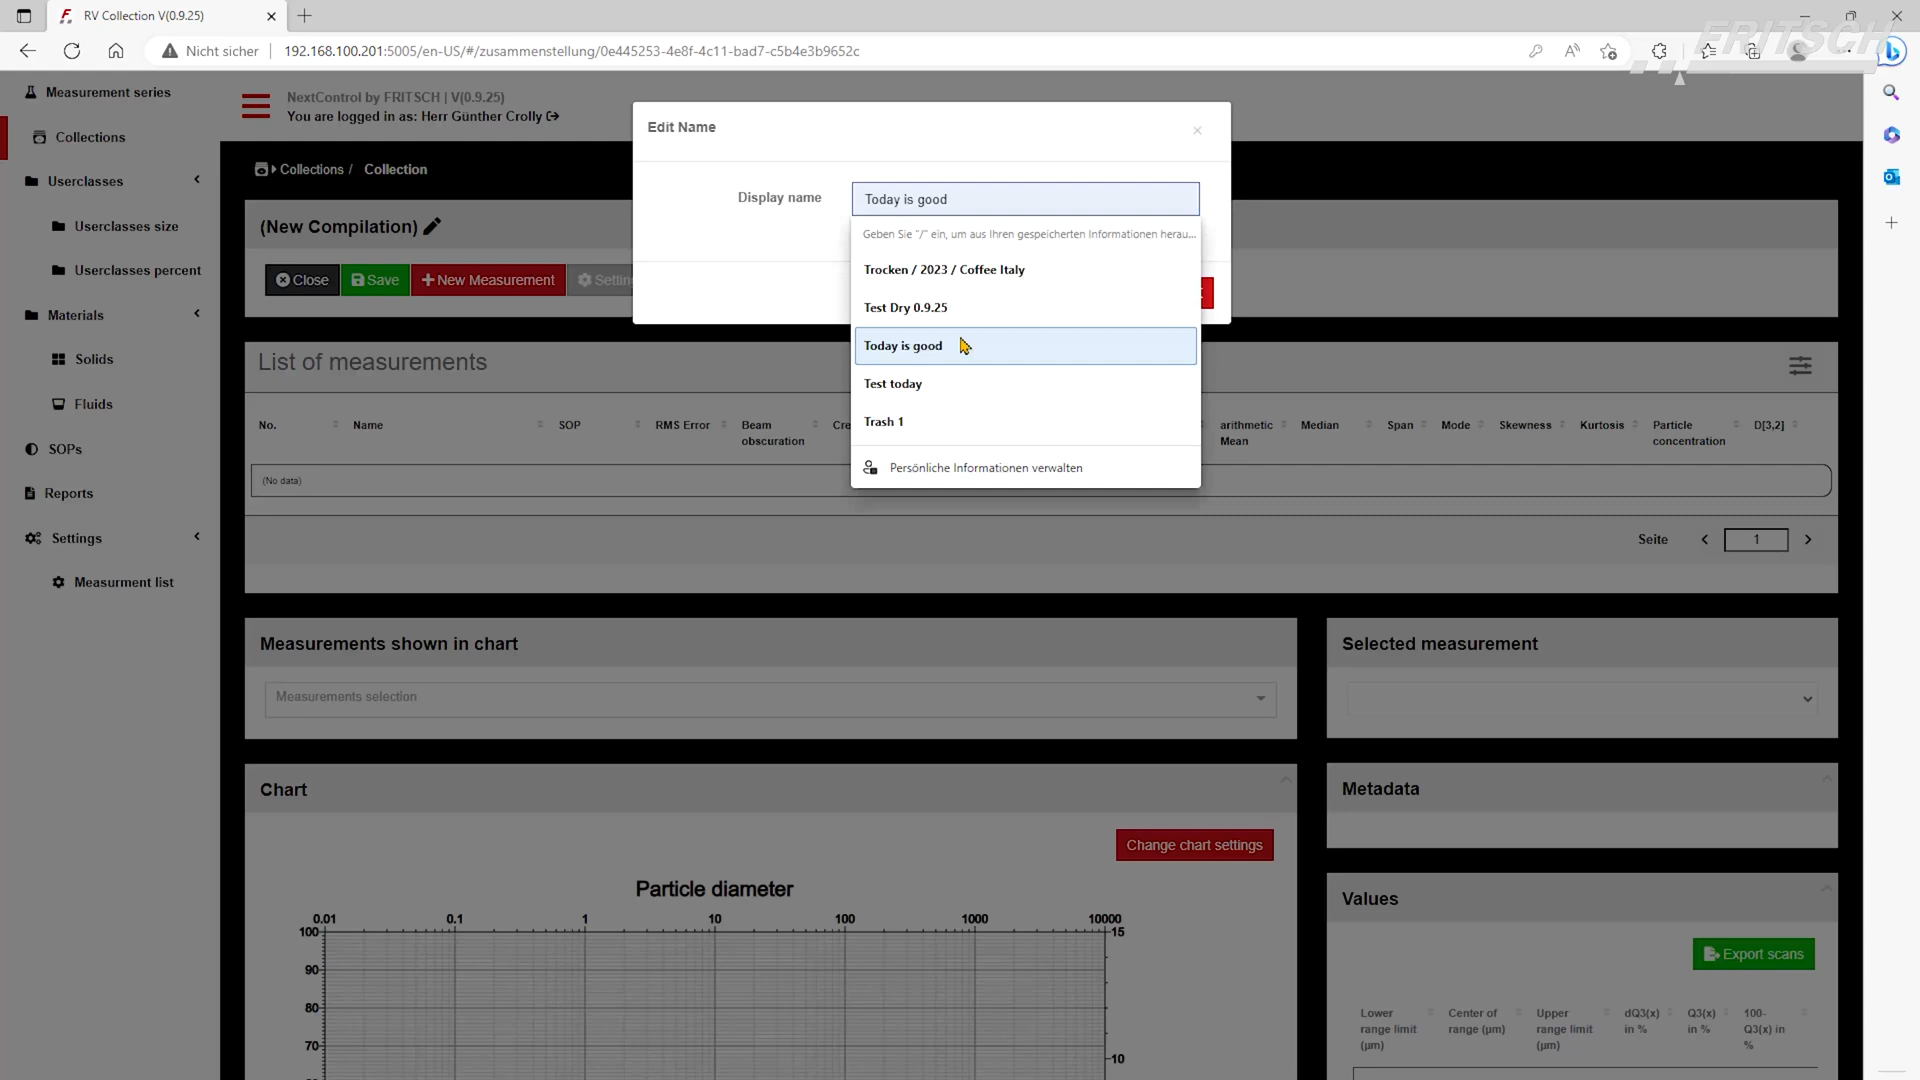 RV Collection V(0.9.25)
Nicht sicher
192.168.100.201:5005/en-US/#/zusammenstellung/0e445253-4e8f-4c11-bad7-c5b4e3b9652c
FRITSCH
Measurement series
Collections
Userclasses
Userclasses size
Userclasses percent
Materials
Solids
Fluids
SOPs
Reports
Settings
Measurment list
NextControl by FRITSCH | V(0.9.25)
You are logged in as: Herr Günther Crolly
Collections / Collection
(New Compilation)
Close
Save
New Measurement
Edit Name
Display name
Today is good
Geben Sie "/" ein, um aus Ihren gespeicherten Informationen herau...
Trocken / 2023 / Coffee Italy
Test Dry 0.9.25
Today is good
Test today
Trash 1
Persönliche Informationen verwalten
List of measurements
No.
Name
SOP
RMS Error
Beam
obscuration
Cre
arithmetic
Mean
Median
Span
Mode
Skewness
Kurtosis
Particle
concentration
D[3,2]
(No data)
Seite
1
Measurements shown in chart
Measurements selection
Selected measurement
Chart
Change chart settings
Particle diameter
0.01 0.1 1 10 100 1000 10000
100
90
80
70
15
10
Metadata
Values
Export scans
Lower
range limit
(µm)
Center of
range (µm)
Upper
range limit
(µm)
dQ3(x)
in %
Q3(x)
in %
100-
Q3(x) in
%